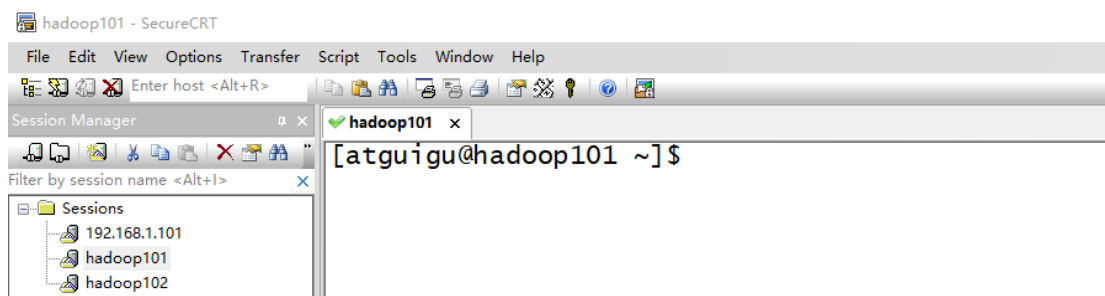 hadoop101 - SecureCRT
File Edit View Options Transfer Script Tools Window Help
Enter host <Alt+R>
Session Manager
hadoop101
[atguigu@hadoop101 ~]$
Filter by session name <Alt+I>
Sessions
192.168.1.101
hadoop101
hadoop102